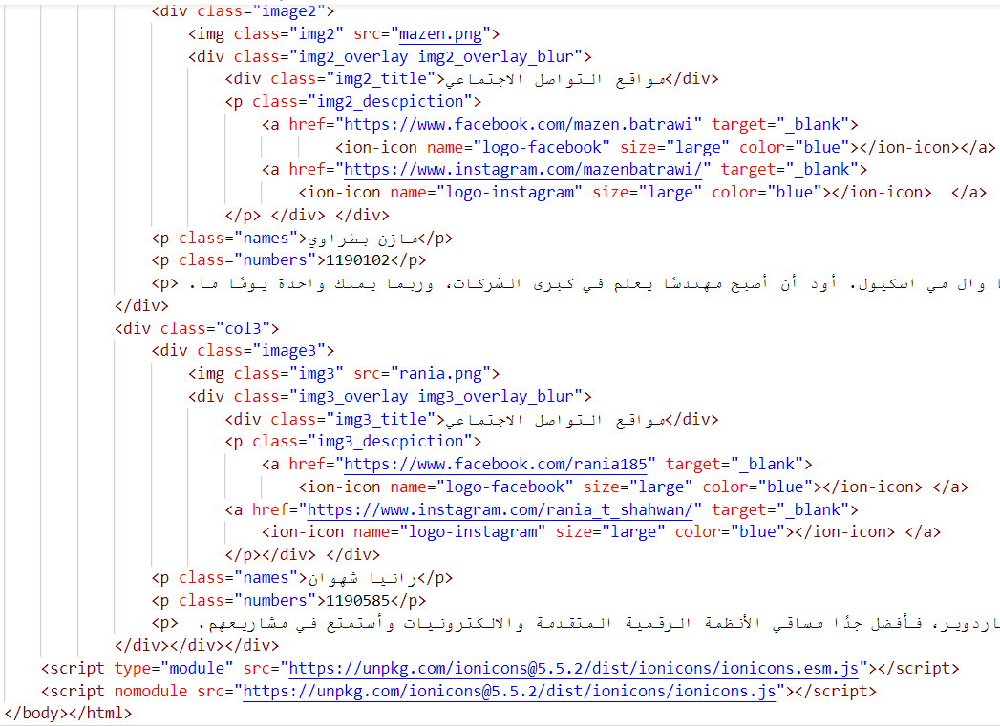 <div class="image2">
<img class="img2" src="mazen.png">
<div class="img2_overlay img2_overlay_blur">
<div class="img2_title">مواقع التواصل الاجتماعي</div>
<p class="img2_descpiction">
<a href="https://www.facebook.com/mazen.batrawi" target="_blank">
<ion-icon name="logo-facebook" size="large" color="blue"></ion-icon></a>
<a href="https://www.instagram.com/mazenbatrawi/" target="_blank">
<ion-icon name="logo-instagram" size="large" color="blue"></ion-icon>  </a>
</p> </div> </div>
<p class="names">مازن بطراوي</p>
<p class="numbers">1190102</p>
<p> وال مي اسكيول. أود أن أصبح مهندسًا يعلم في كبرى الشركات، وربما يملك واحدة يومًا ما.
</div>
<div class="col3">
<div class="image3">
<img class="img3" src="rania.png">
<div class="img3_overlay img3_overlay_blur">
<div class="img3_title">مواقع التواصل الاجتماعي</div>
<p class="img3_descpiction">
<a href="https://www.facebook.com/rania185" target="_blank">
<ion-icon name="logo-facebook" size="large" color="blue"></ion-icon> </a>
<a href="https://www.instagram.com/rania_t_shahwan/" target="_blank">
<ion-icon name="logo-instagram" size="large" color="blue"></ion-icon> </a>
</p></div> </div>
<p class="names">رانيا شهوان</p>
<p class="numbers">1190585</p>
<p> اردوير، فأفضل جدًا مساقي الأنظمة الرقمية المتقدمة والالكترونيات وأستمتع في مشاريعهم.
</div></div></div>
<script type="module" src="https://unpkg.com/ionicons@5.5.2/dist/ionicons/ionicons.esm.js"></script>
<script nomodule src="https://unpkg.com/ionicons@5.5.2/dist/ionicons/ionicons.js"></script>
</body></html>